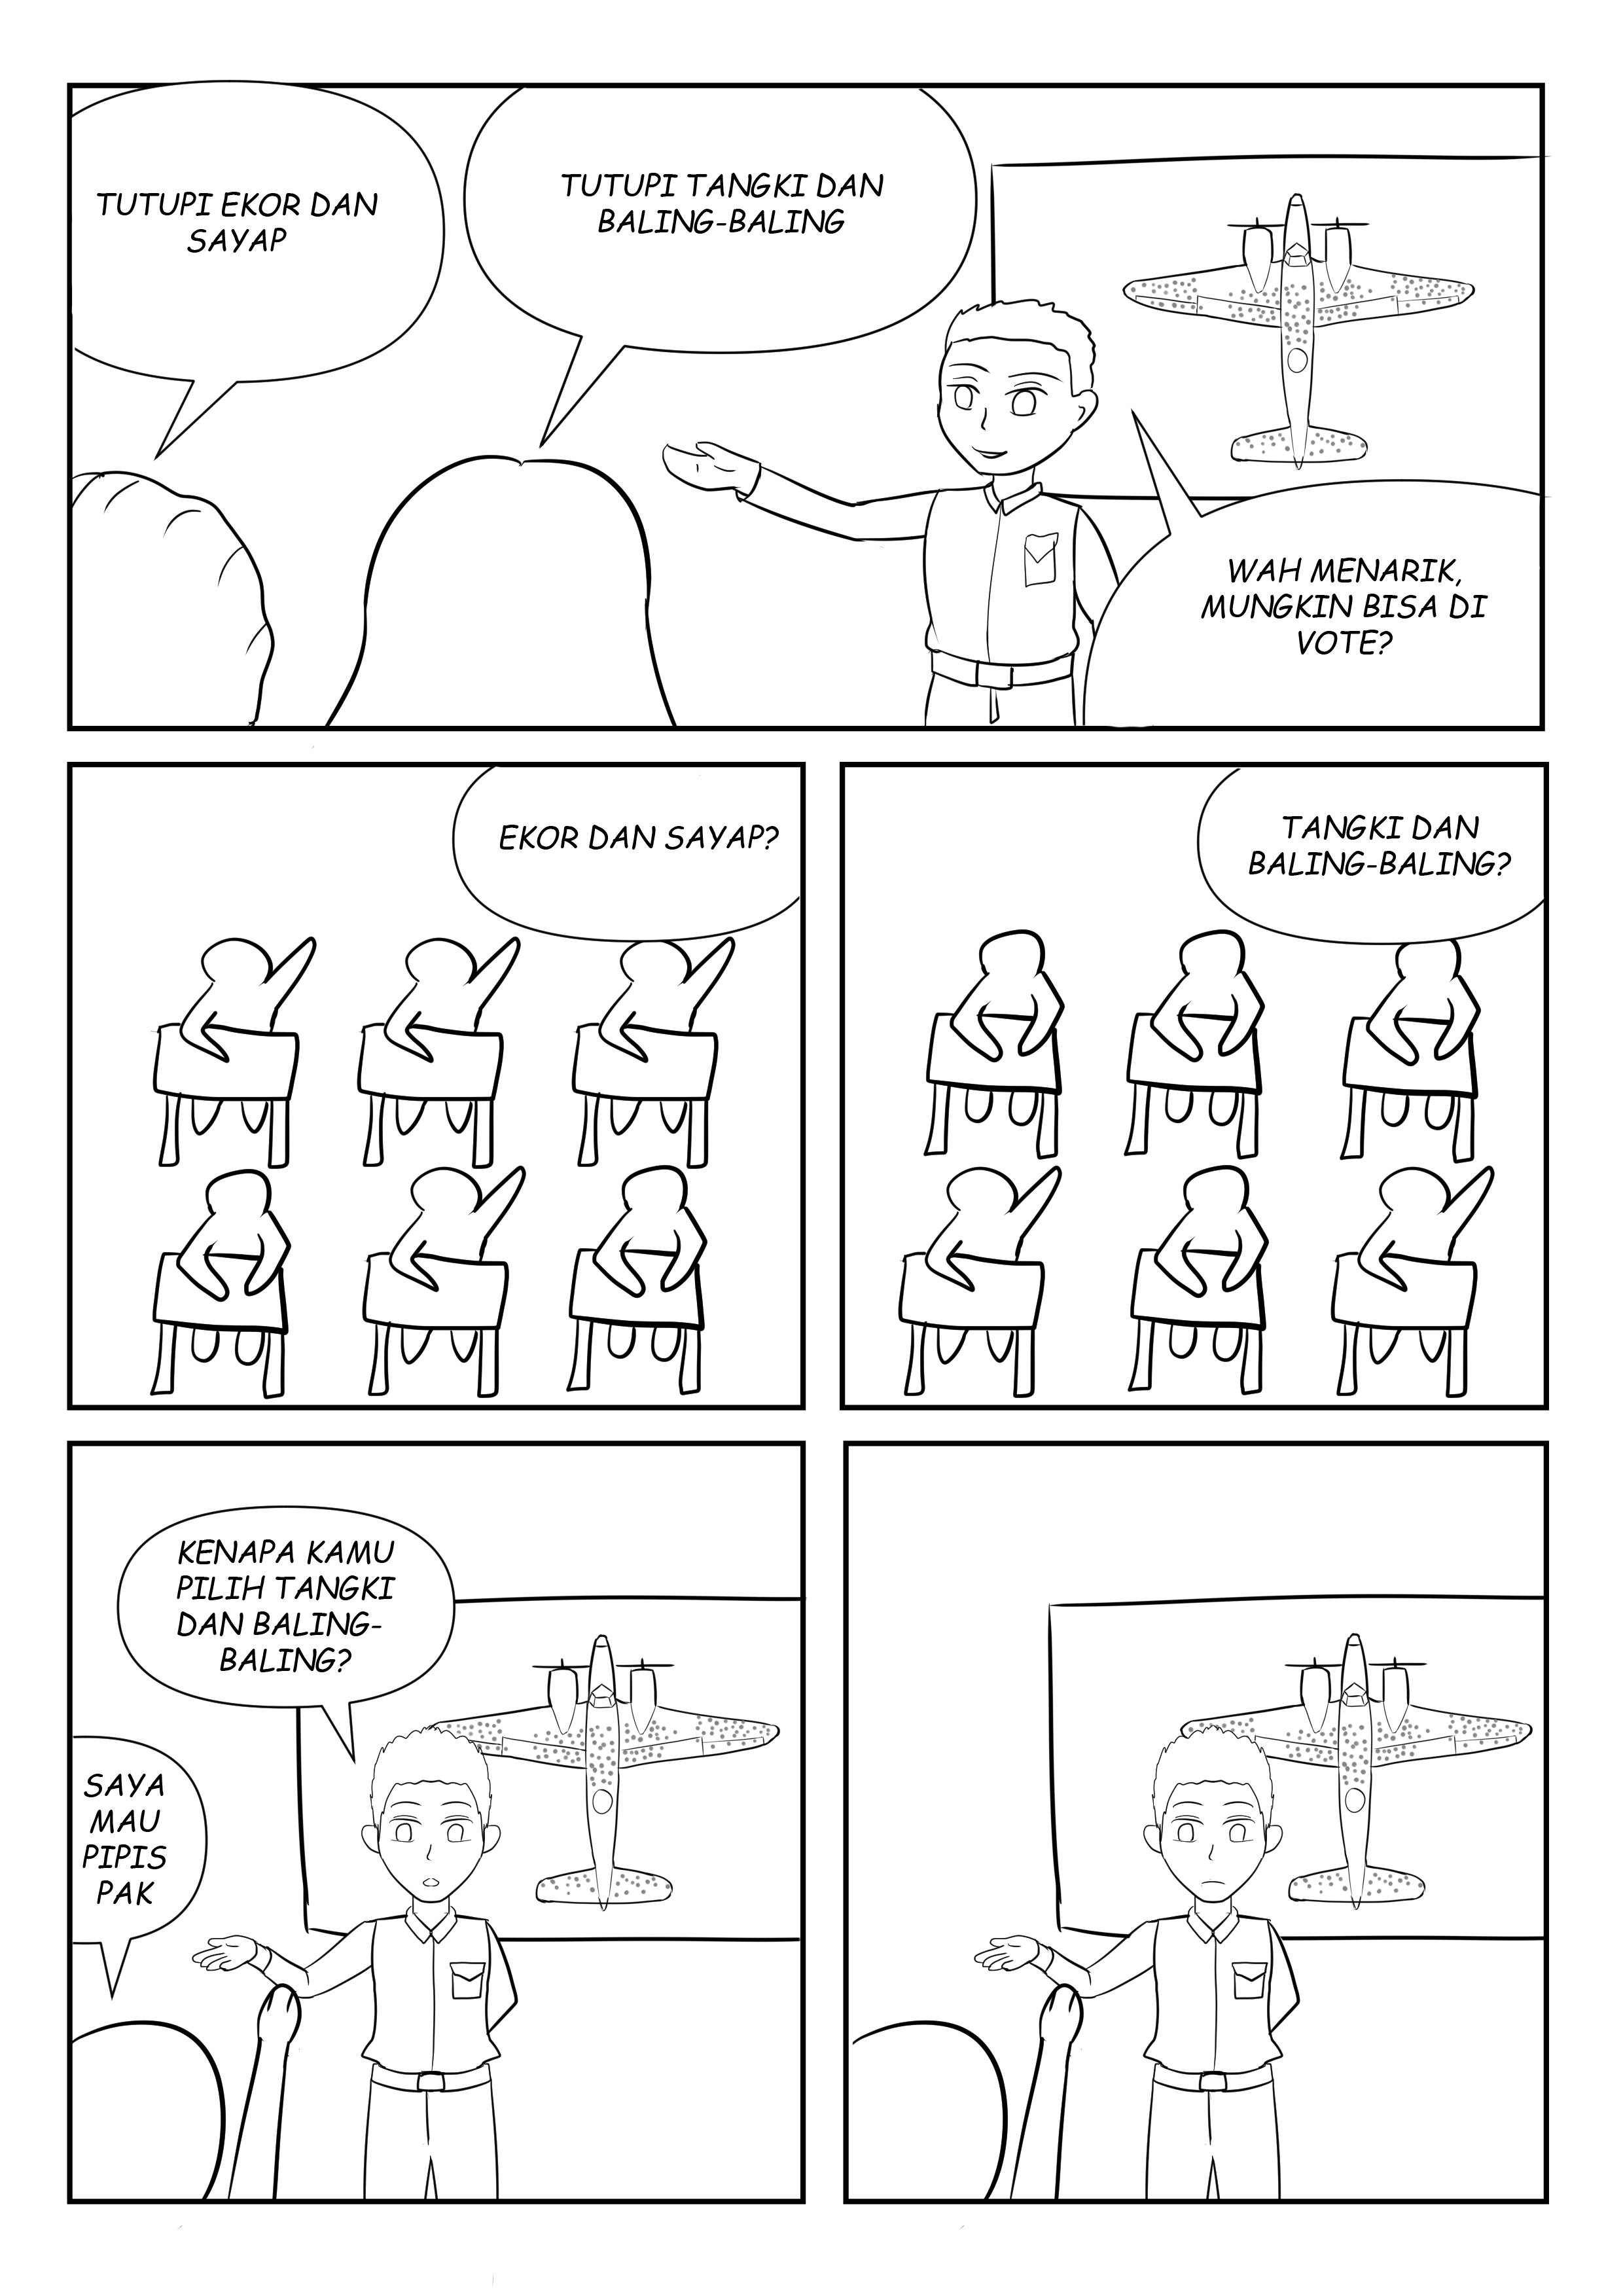 TUTUPI EKOR DAN
SAYAP
TUTUPI TANGKI DAN
BALING-BALING
WAH MENARIK,
MUNGKIN BISA DI
VOTE?
EKOR DAN SAYAP?
TANGKI DAN
BALING-BALING?
KENAPA KAMU
PILIH TANGKI
DAN BALING-
BALING?
SAYA
MAU
PIPIS
PAK